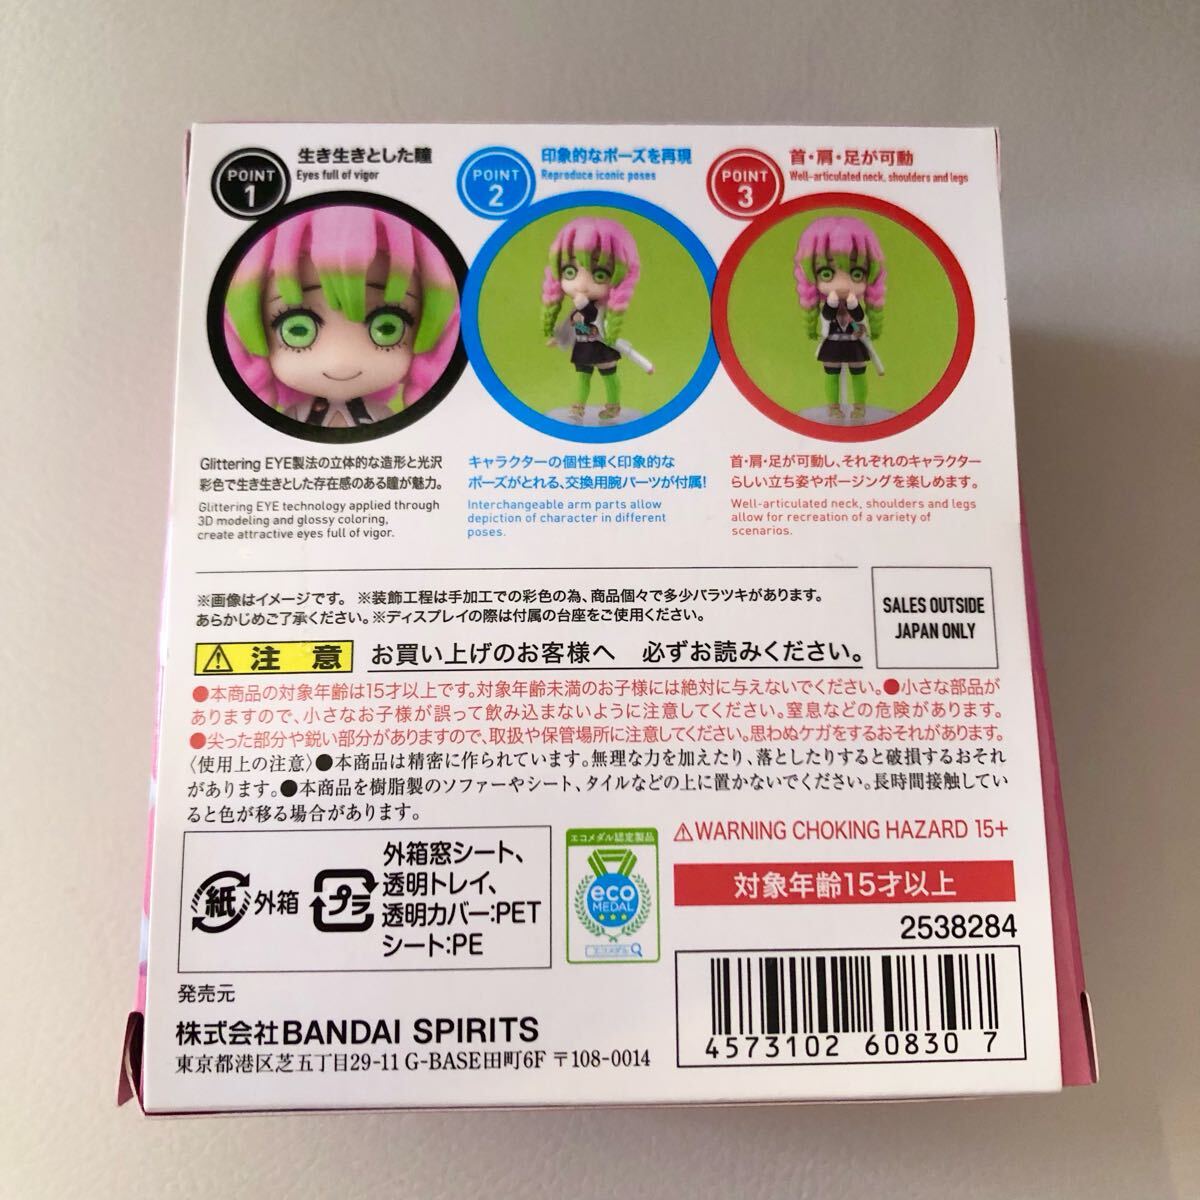 POINT
1
生き生きとした瞳
Eyes full of vigor
POINT
2
印象的なポーズを再現
Reproduce iconic poses
POINT
3
首・肩・足が可動
Well-articulated neck, shoulders and legs
Glittering EYE製法の立体的な造形と光沢
彩色で生き生きとした存在感のある瞳が魅力。
Glittering EYE technology applied through
3D modeling and glossy coloring,
create attractive eyes full of vigor.
キャラクターの個性輝く印象的な
ポーズがとれる、交換用腕パーツが付属!
Interchangeable arm parts allow
depiction of character in different
poses.
首・肩・足が可動し、それぞれのキャラクター
らしい立ち姿やポージングを楽しめます。
Well-articulated neck, shoulders and legs
allow for recreation of a variety of
scenarios.
※画像はイメージです。 ※装飾工程は手加工での彩色の為、商品個々で多少バラツキがあります。
あらかじめご了承ください。※ディスプレイの際は付属の台座をご使用ください。
SALES OUTSIDE
JAPAN ONLY
⚠注 意 お買い上げのお客様へ 必ずお読みください。
●本商品の対象年齢は15才以上です。対象年齢未満のお子様には絶対に与えないでください。●小さな部品が
ありますので、小さなお子様が誤って飲み込まないように注意してください。窒息などの危険があります。
●尖った部分や鋭い部分がありますので、取扱や保管場所に注意してください。思わぬケガをするおそれがあります。
〈使用上の注意〉●本商品は精密に作られています。無理な力を加えたり、落としたりすると破損するおそれ
があります。●本商品を樹脂製のソファーやシート、タイルなどの上に置かないでください。長時間接触してい
ると色が移る場合があります。
紙 外箱
プラ
外箱窓シート、
透明トレイ、
透明カバー:PET
シート:PE
エコメダル認定製品
eco
MEDAL
エコメダル
⚠WARNING CHOKING HAZARD 15+
対象年齢15才以上
2538284
4573102 60830 7
発売元
株式会社BANDAI SPIRITS
東京都港区芝五丁目29-11 G-BASE田町6F 〒108-0014